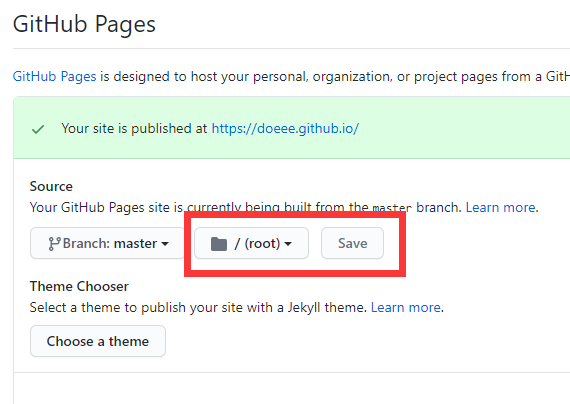 GitHub Pages
GitHub Pages is designed to host your personal, organization, or project pages from a GitH
Your site is published at https://doeee.github.io/
Source
Your GitHub Pages site is currently being built from the master branch. Learn more.
Branch: master / (root) Save
Theme Chooser
Select a theme to publish your site with a Jekyll theme. Learn more.
Choose a theme